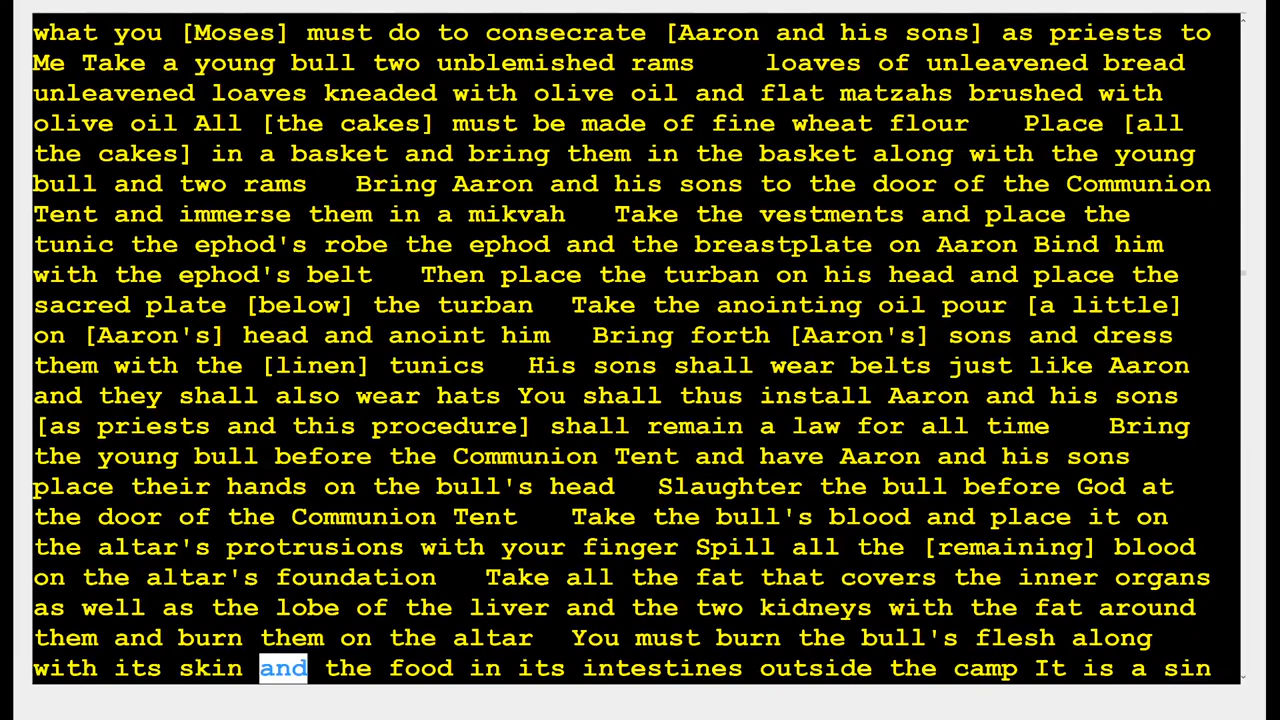 what you [Moses] must do to consecrate [Aaron and his sons] as priests to
Me Take a young bull two unblemished rams loaves of unleavened bread
unleavened loaves kneaded with olive oil and flat matzahs brushed with
olive oil All [the cakes] must be made of fine wheat flour Place [all
the cakes] in a basket and bring them in the basket along with the young
bull and two rams Bring Aaron and his sons to the door of the Communion
Tent and immerse them in a mikvah Take the vestments and place the
tunic the ephod's robe the ephod and the breastplate on Aaron Bind him
with the ephod's belt Then place the turban on his head and place the
sacred plate [below] the turban Take the anointing oil pour [a little]
on [Aaron's] head and anoint him Bring forth [Aaron's] sons and dress
them with the [linen] tunics His sons shall wear belts just like Aaron
and they shall also wear hats You shall thus install Aaron and his sons
[as priests and this procedure] shall remain a law for all time Bring
the young bull before the Communion Tent and have Aaron and his sons
place their hands on the bull's head Slaughter the bull before God at
the door of the Communion Tent Take the bull's blood and place it on
the altar's protrusions with your finger Spill all the [remaining] blood
on the altar's foundation Take all the fat that covers the inner organs
as well as the lobe of the liver and the two kidneys with the fat around
them and burn them on the altar You must burn the bull's flesh along
with its skin and the food in its intestines outside the camp It is a sin